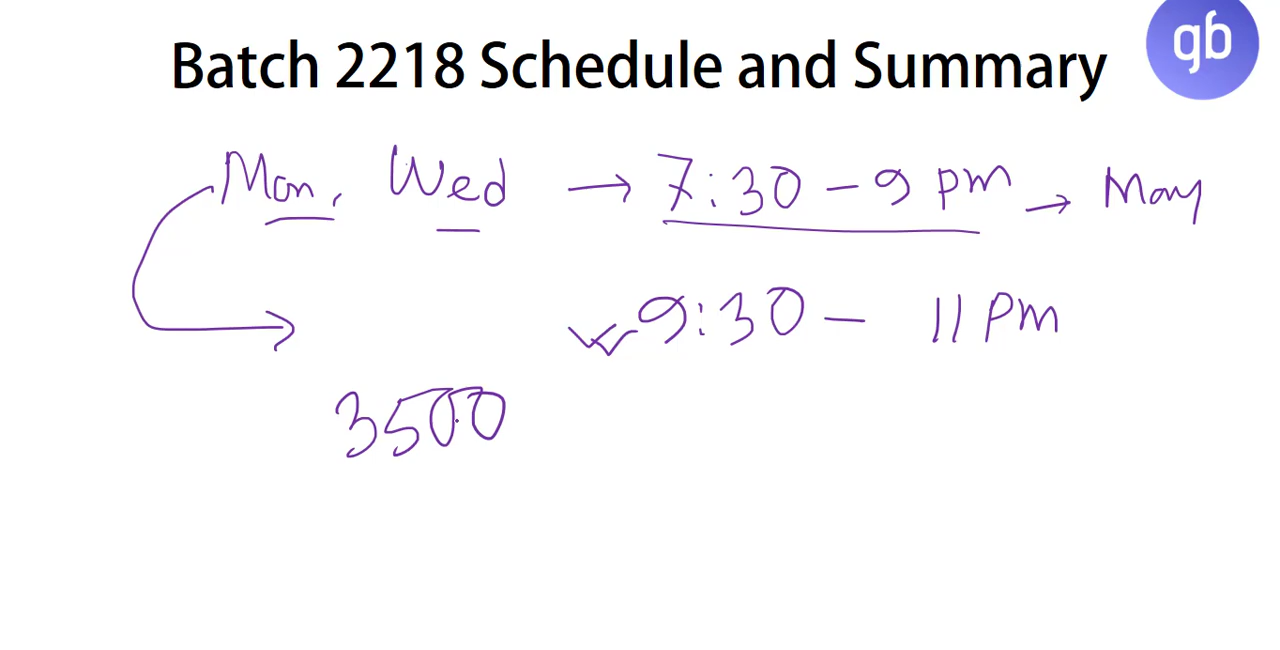 gb
Batch 2218 Schedule and Summary
Mon, Wed → 7:30 - 9 pm → May
9:30 - 11 PM
3500